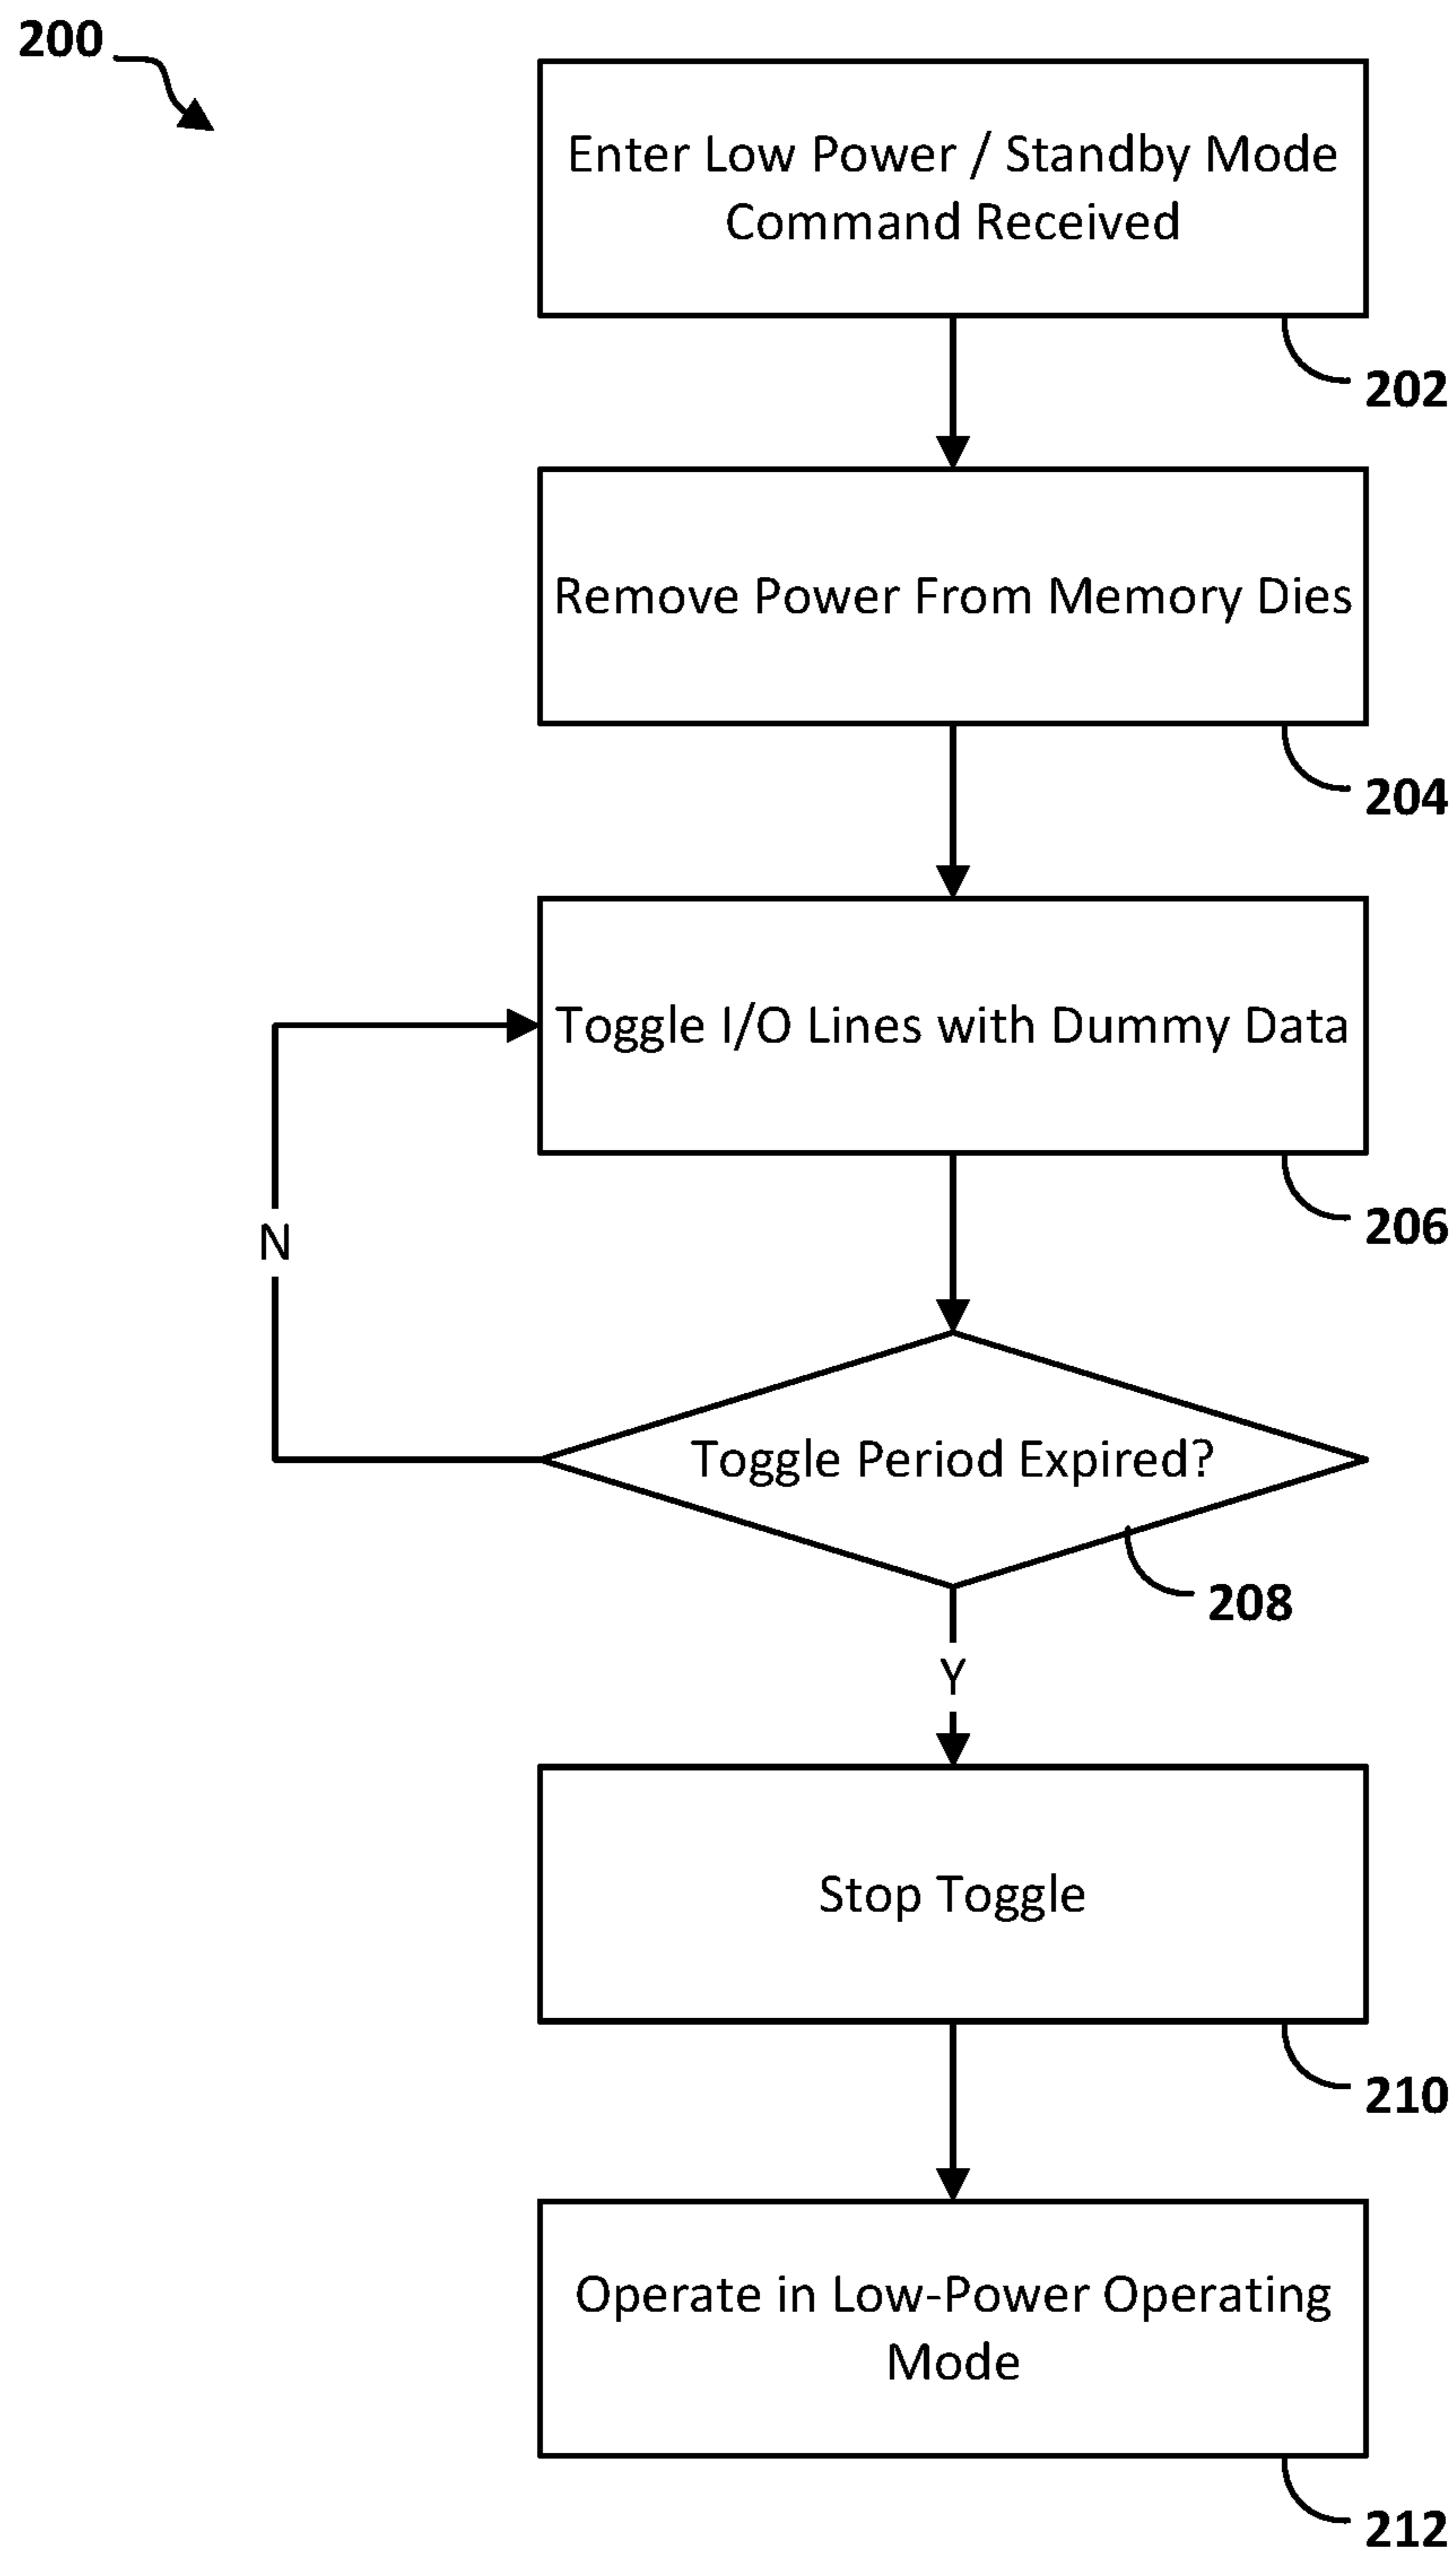 200
Enter Low Power / Standby Mode
Command Received
202
Remove Power From Memory Dies
204
Toggle I/O Lines with Dummy Data
206
N
Toggle Period Expired?
208
Y
Stop Toggle
210
Operate in Low-Power Operating
Mode
212